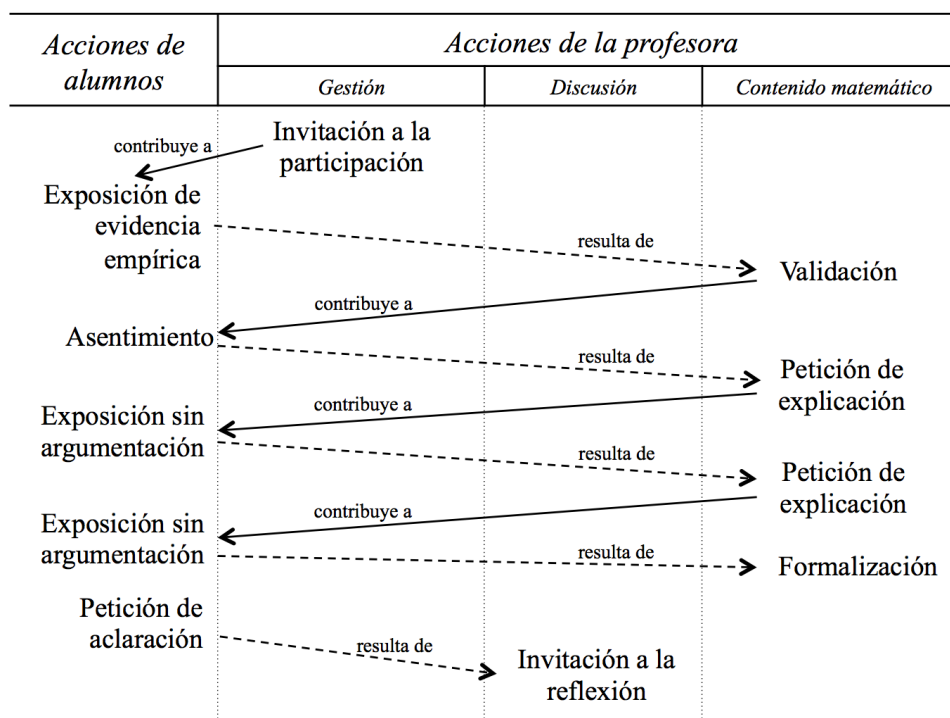 Acciones de
alumnos
Acciones de la profesora
Gestión
Discusión
Contenido matemático
Invitación a la
participación
contribuye a
Exposición de
evidencia
empírica
resulta de
Validación
contribuye a
Asentimiento
resulta de
Petición de
explicación
contribuye a
Exposición sin
argumentación
resulta de
Petición de
explicación
contribuye a
Exposición sin
argumentación
resulta de
Formalización
Petición de
aclaración
resulta de
Invitación a la
reflexión